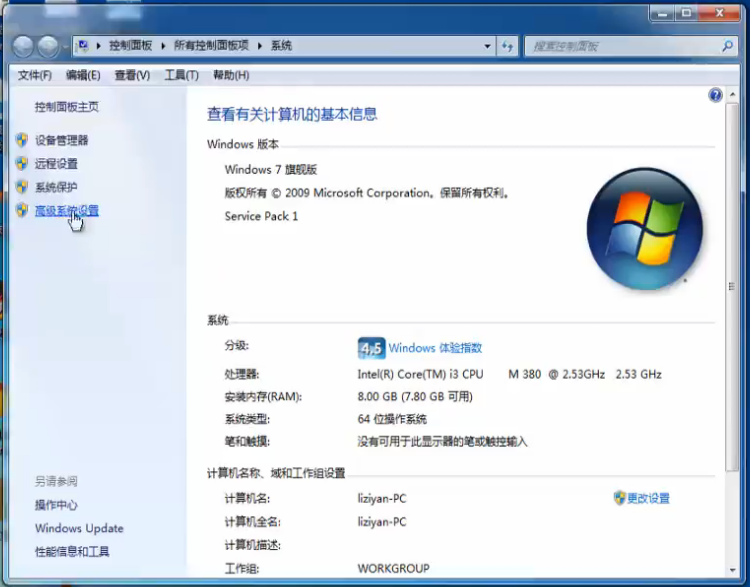 控制面板 ▸ 所有控制面板项 ▸ 系统
搜索控制面板
文件(F) 编辑(E) 查看(V) 工具(T) 帮助(H)
控制面板主页
设备管理器
远程设置
系统保护
高级系统设置
另请参阅
操作中心
Windows Update
性能信息和工具
查看有关计算机的基本信息
Windows 版本
Windows 7 旗舰版
版权所有 © 2009 Microsoft Corporation。保留所有权利。
Service Pack 1
系统
分级: 4.5 Windows 体验指数
处理器: Intel(R) Core(TM) i3 CPU M 380 @ 2.53GHz 2.53 GHz
安装内存(RAM): 8.00 GB (7.80 GB 可用)
系统类型: 64 位操作系统
笔和触摸: 没有可用于此显示器的笔或触控输入
计算机名称、域和工作组设置
计算机名: liziyan-PC 更改设置
计算机全名: liziyan-PC
计算机描述:
工作组: WORKGROUP